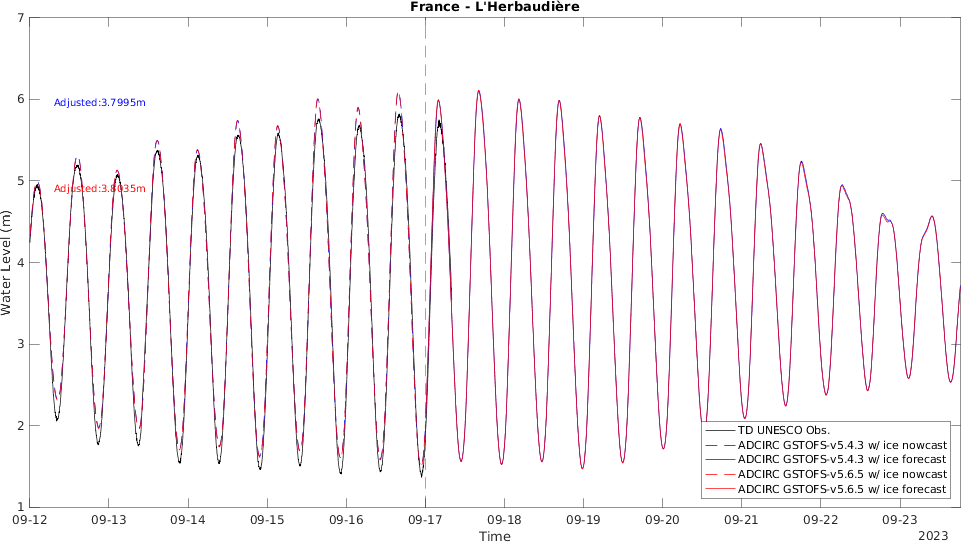 France - L'Herbaudière
7
6
5
4
3
2
1
Water Level (m)
Adjusted:3.7995m
Adjusted:3.8035m
TD UNESCO Obs.
ADCIRC GSTOFS-v5.4.3 w/ ice nowcast
ADCIRC GSTOFS-v5.4.3 w/ ice forecast
ADCIRC GSTOFS-v5.6.5 w/ ice nowcast
ADCIRC GSTOFS-v5.6.5 w/ ice forecast
09-12 09-13 09-14 09-15 09-16 09-17 09-18 09-19 09-20 09-21 09-22 09-23
Time
2023